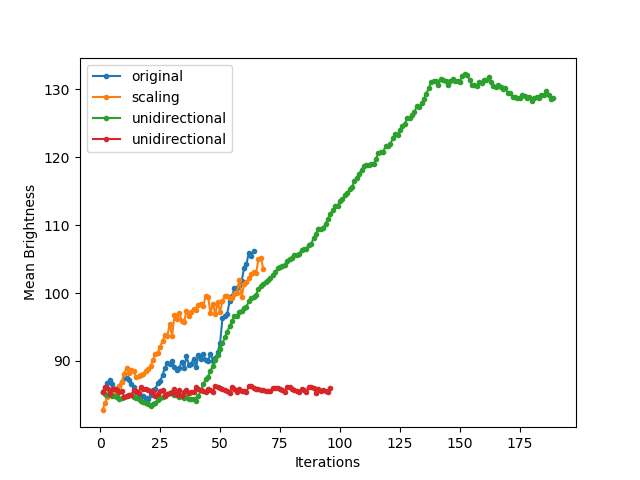 original
scaling
unidirectional
unidirectional
130
120
110
100
90
Mean Brightness
0 25 50 75 100 125 150 175
Iterations